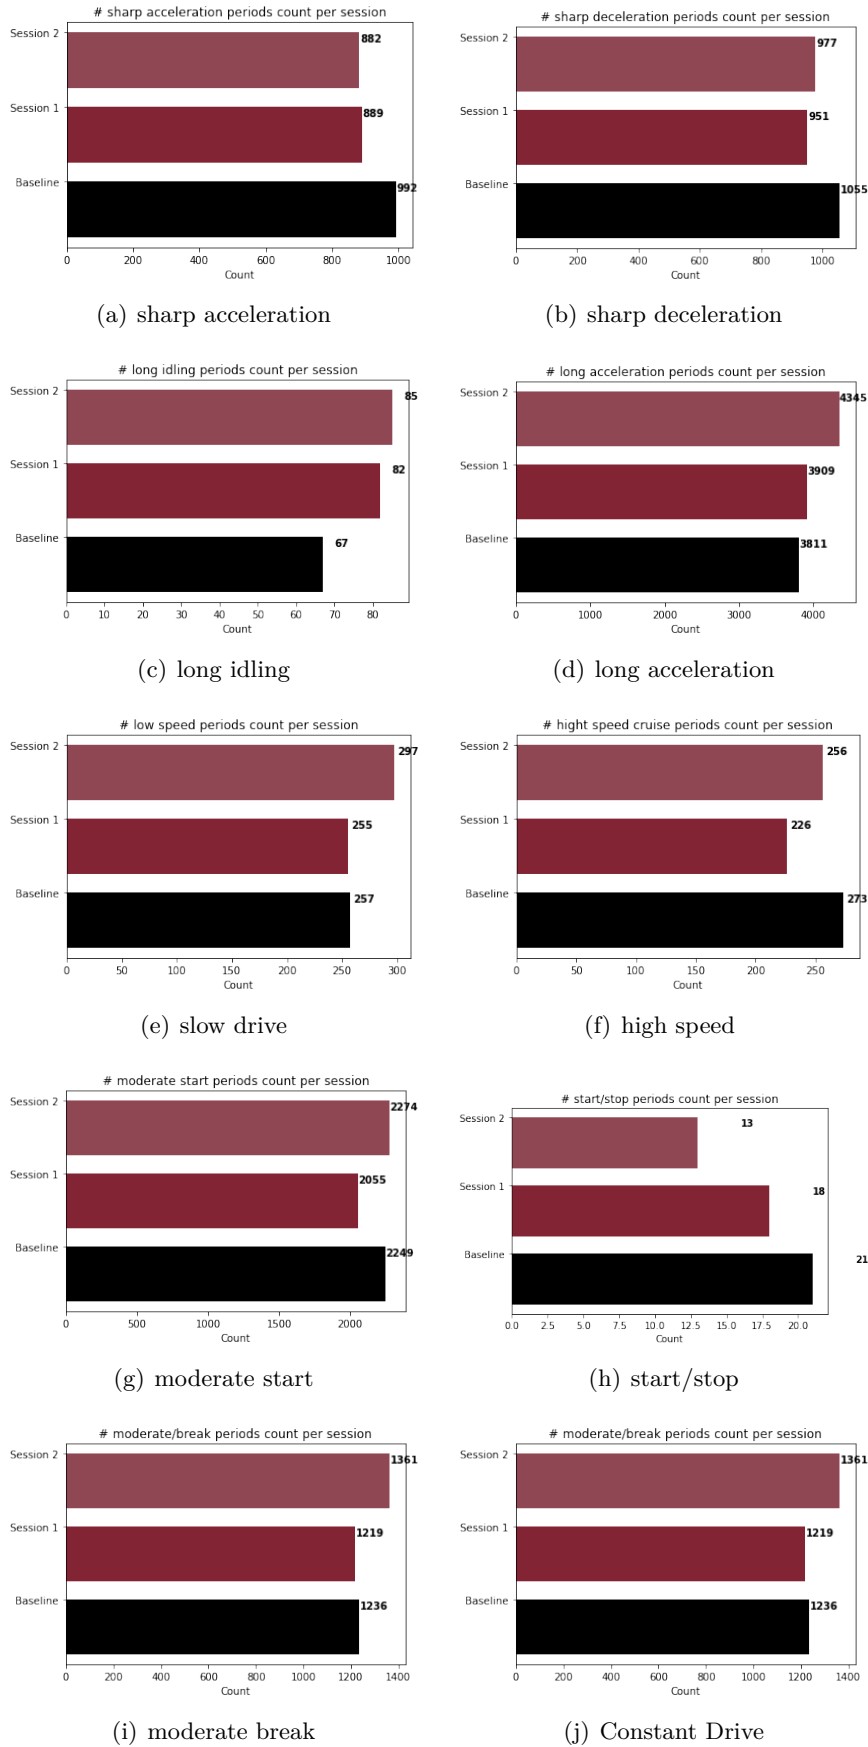 # sharp acceleration periods count per session
Session 2
882
Session 1
889
Baseline
992
0 200 400 600 800 1000
Count
(a) sharp acceleration
# sharp deceleration periods count per session
Session 2
977
Session 1
951
Baseline
1055
0 200 400 600 800 1000
Count
(b) sharp deceleration
# long idling periods count per session
Session 2
85
Session 1
82
Baseline
67
0 10 20 30 40 50 60 70 80
Count
(c) long idling
# long acceleration periods count per session
Session 2
4345
Session 1
3909
Baseline
3811
0 1000 2000 3000 4000
Count
(d) long acceleration
# low speed periods count per session
Session 2
297
Session 1
255
Baseline
257
0 50 100 150 200 250 300
Count
(e) slow drive
# hight speed cruise periods count per session
Session 2
256
Session 1
226
Baseline
273
0 50 100 150 200 250
Count
(f) high speed
# moderate start periods count per session
Session 2
2274
Session 1
2055
Baseline
2249
0 500 1000 1500 2000
Count
(g) moderate start
# start/stop periods count per session
Session 2
13
Session 1
18
Baseline
21
0.0 2.5 5.0 7.5 10.0 12.5 15.0 17.5 20.0
Count
(h) start/stop
# moderate/break periods count per session
Session 2
1361
Session 1
1219
Baseline
1236
0 200 400 600 800 1000 1200 1400
Count
(i) moderate break
# moderate/break periods count per session
Session 2
1361
Session 1
1219
Baseline
1236
0 200 400 600 800 1000 1200 1400
Count
(j) Constant Drive